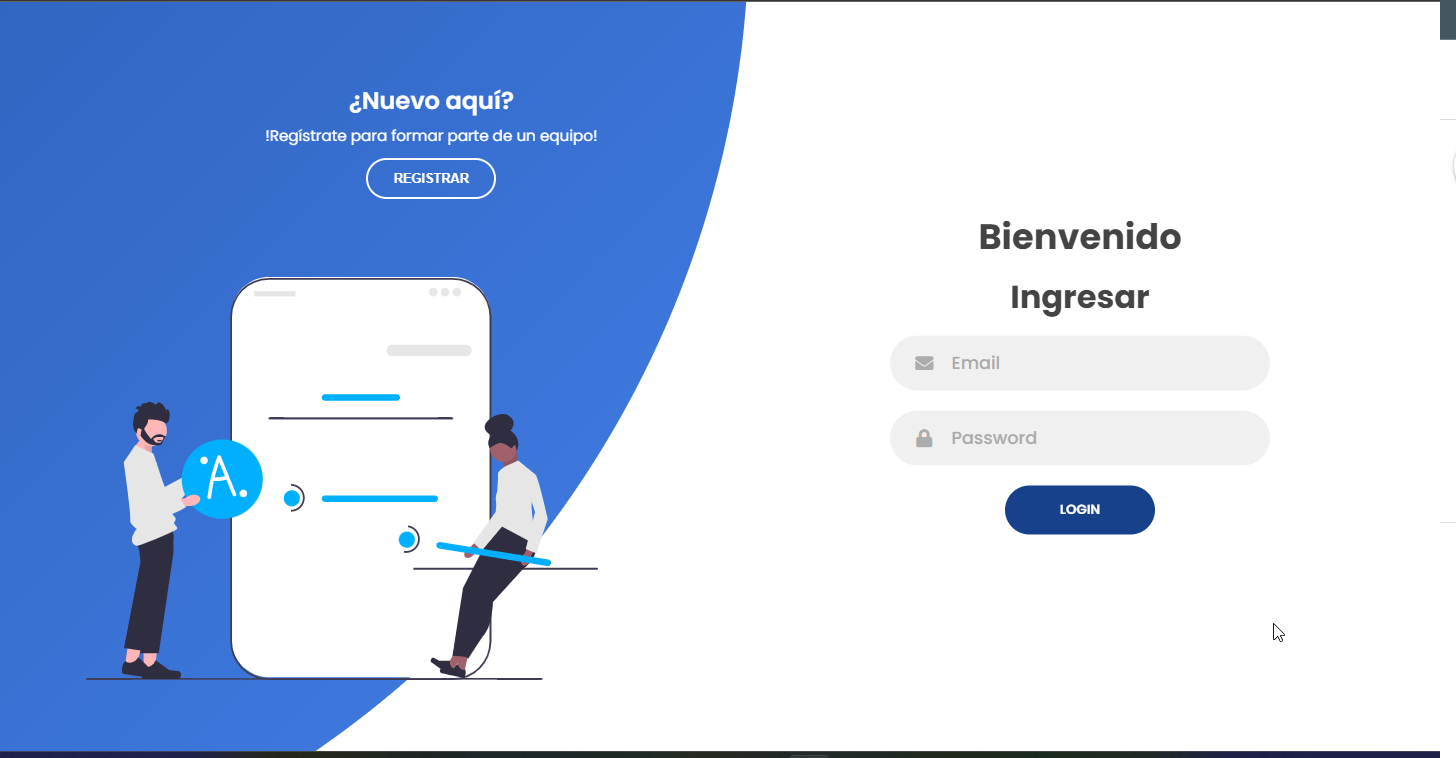 ¿Nuevo aquí?
!Regístrate para formar parte de un equipo!
REGISTRAR
A
Bienvenido
Ingresar
Email
Password
LOGIN